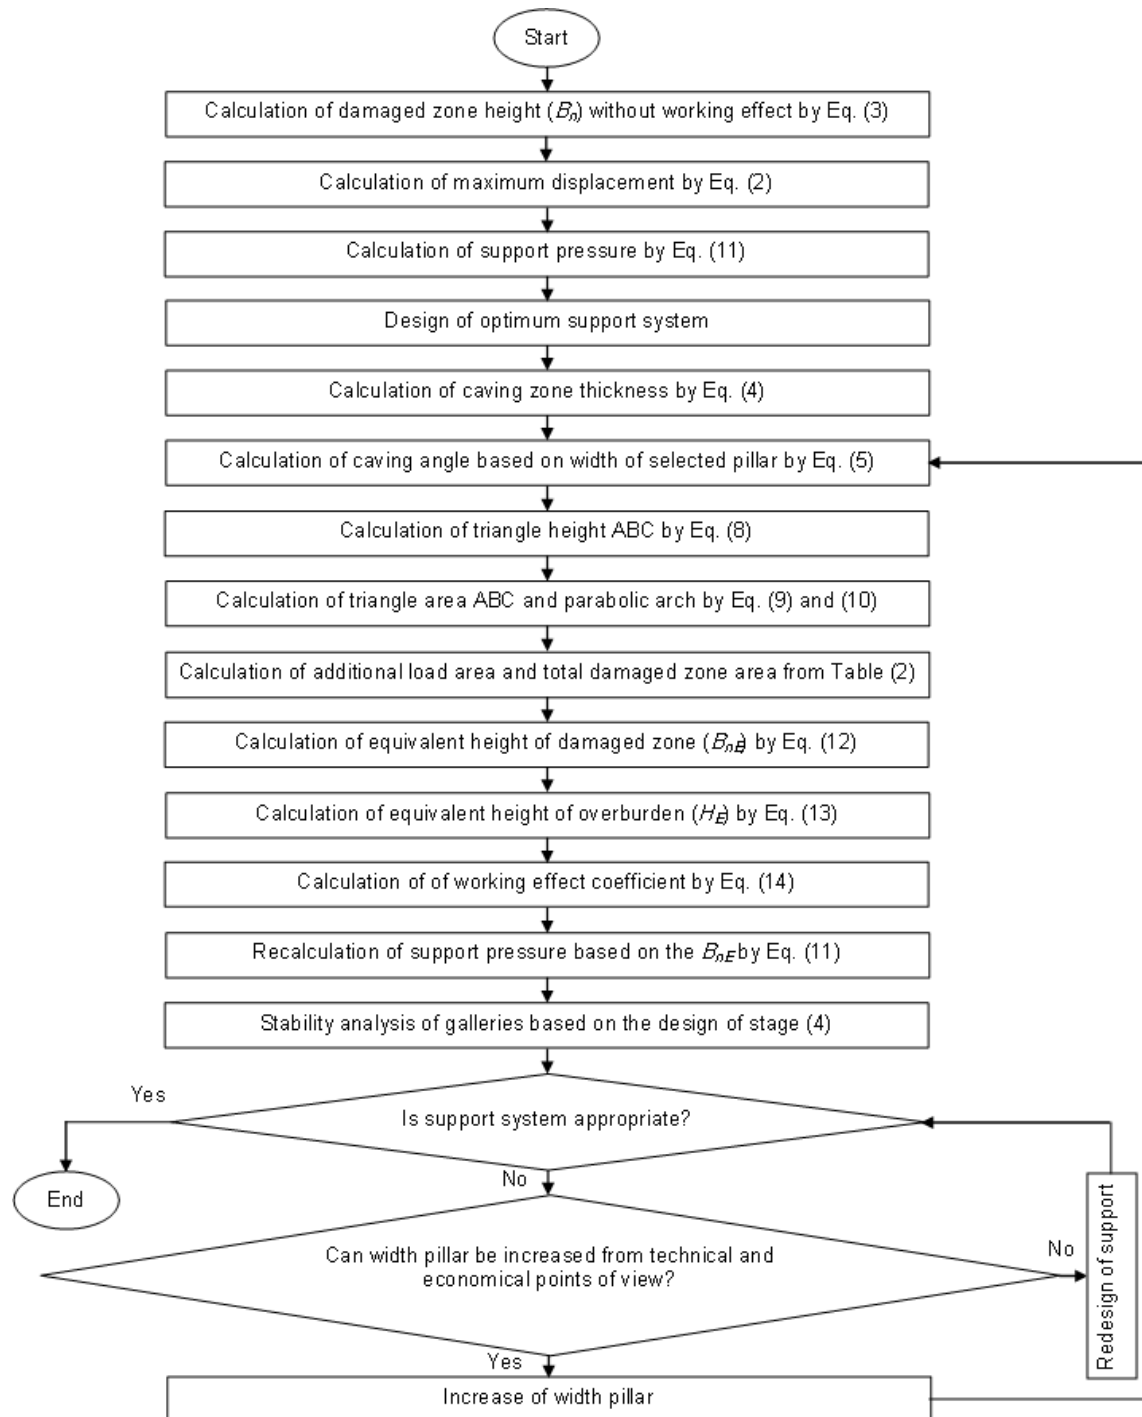 Start
Calculation of damaged zone height (Bn) without working effect by Eq. (3)
Calculation of maximum displacement by Eq. (2)
Calculation of support pressure by Eq. (11)
Design of optimum support system
Calculation of caving zone thickness by Eq. (4)
Calculation of caving angle based on width of selected pillar by Eq. (5)
Calculation of triangle height ABC by Eq. (8)
Calculation of triangle area ABC and parabolic arch by Eq. (9) and (10)
Calculation of additional load area and total damaged zone area from Table (2)
Calculation of equivalent height of damaged zone (BnE) by Eq. (12)
Calculation of equivalent height of overburden (HE) by Eq. (13)
Calculation of of working effect coefficient by Eq. (14)
Recalculation of support pressure based on the BnE by Eq. (11)
Stability analysis of galleries based on the design of stage (4)
Yes
Is support system appropriate?
No
End
Can width pillar be increased from technical and
economical points of view?
No
Redesign of support
Yes
Increase of width pillar